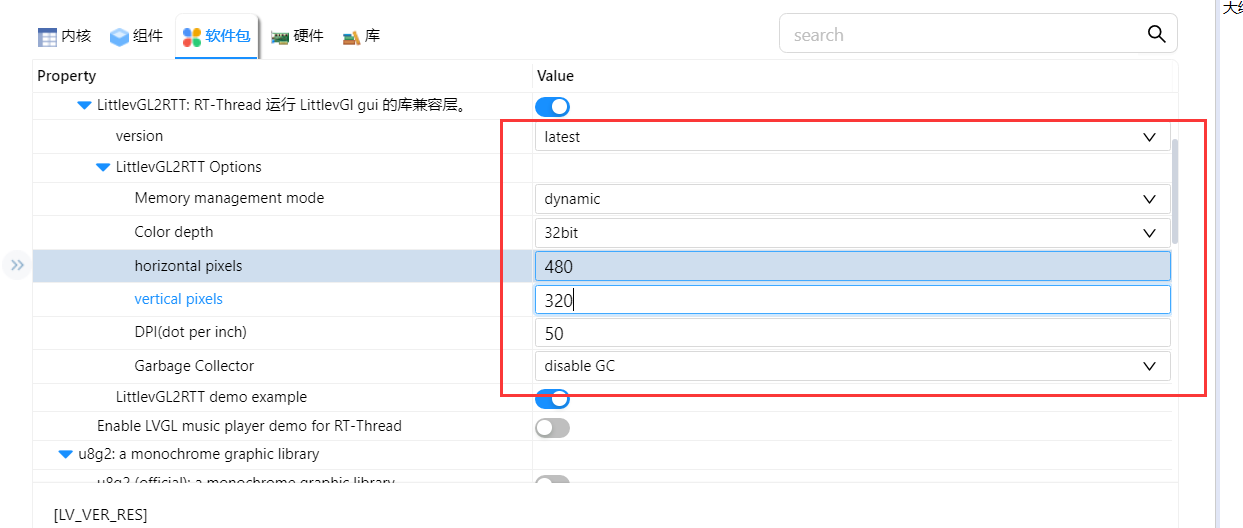 大纲
内核 组件 软件包 硬件 库 search
Property Value
LittlevGL2RTT: RT-Thread 运行 LittlevGl gui 的库兼容层。
version latest
LittlevGL2RTT Options
Memory management mode dynamic
Color depth 32bit
horizontal pixels 480
vertical pixels 320
DPI(dot per inch) 50
Garbage Collector disable GC
LittlevGL2RTT demo example
Enable LVGL music player demo for RT-Thread
u8g2: a monochrome graphic library
u8g2 (official): a monochrome graphic library
[LV_VER_RES]